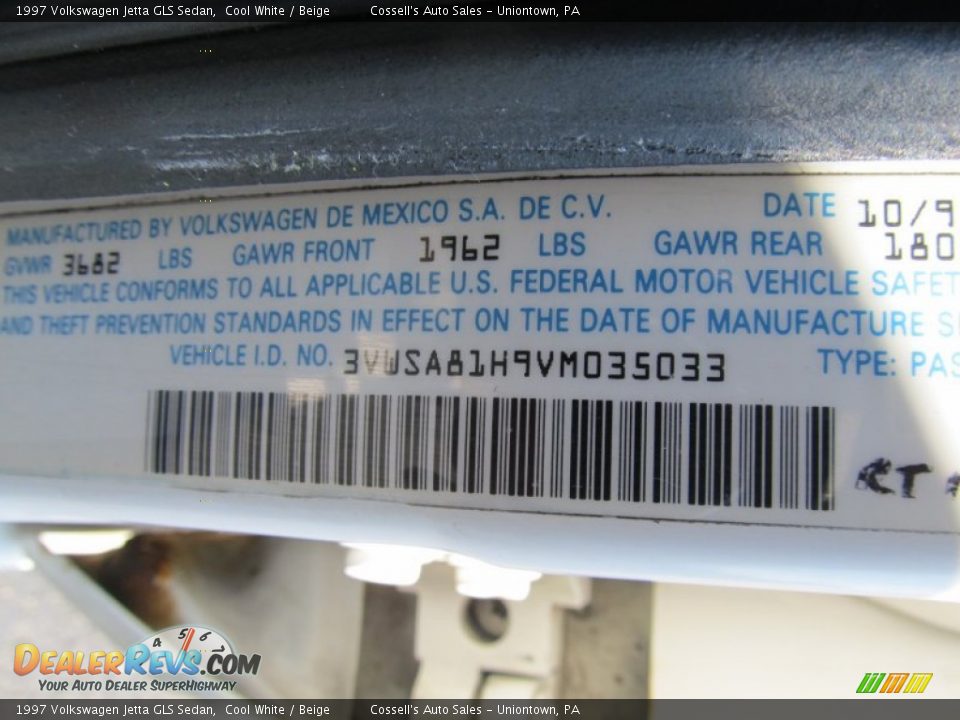 1997 Volkswagen Jetta GLS Sedan, Cool White / Beige Cossell's Auto Sales - Uniontown, PA
MANUFACTURED BY VOLKSWAGEN DE MEXICO S.A. DE C.V. DATE 10/9
GVWR 3682 LBS GAWR FRONT 1962 LBS GAWR REAR 180
THIS VEHICLE CONFORMS TO ALL APPLICABLE U.S. FEDERAL MOTOR VEHICLE SAFET
AND THEFT PREVENTION STANDARDS IN EFFECT ON THE DATE OF MANUFACTURE S
VEHICLE I.D. NO. 3VWSA81H9VM035033 TYPE: PAS
RT
4 5 6
DEALERREVS.COM
YOUR AUTO DEALER SUPERHIGHWAY
1997 Volkswagen Jetta GLS Sedan, Cool White / Beige Cossell's Auto Sales - Uniontown, PA